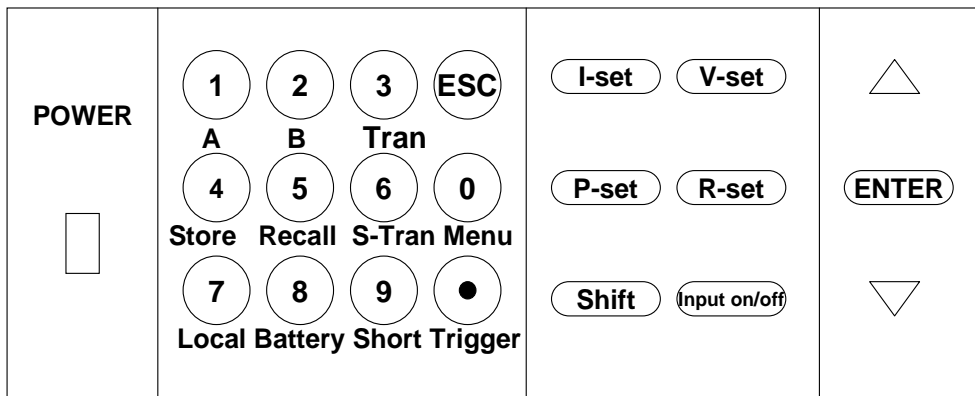 1 2 3 ESC I-set V-set
POWER
A B Tran
4 5 6 0 P-set R-set ENTER
Store Recall S-Tran Menu
7 8 9 Shift Input on/off
Local Battery Short Trigger